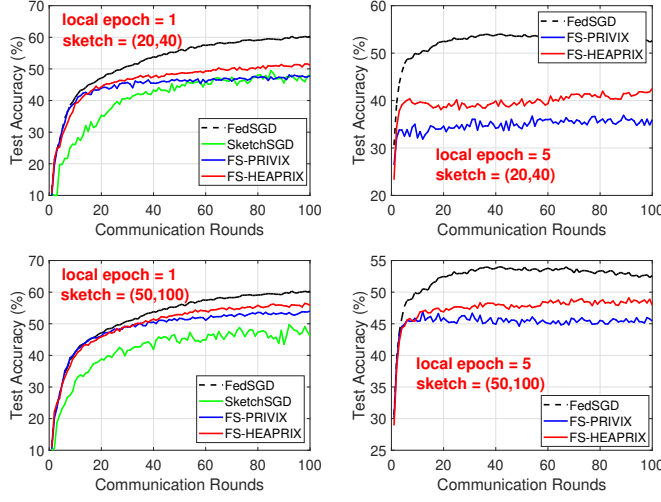 local epoch = 1
sketch = (20,40)
Test Accuracy (%)
70
60
50
40
30
20
10
0
20
40
60
80
100
Communication Rounds
FedSGD
SketchSGD
FS-PRIVIX
FS-HEAPRIX
Test Accuracy (%)
60
50
40
30
20
0
20
40
60
80
100
Communication Rounds
FedSGD
FS-PRIVIX
FS-HEAPRIX
local epoch = 5
sketch = (20,40)
local epoch = 1
sketch = (50,100)
Test Accuracy (%)
70
60
50
40
30
20
10
0
20
40
60
80
100
Communication Rounds
FedSGD
SketchSGD
FS-PRIVIX
FS-HEAPRIX
Test Accuracy (%)
55
50
45
40
35
30
25
0
20
40
60
80
100
Communication Rounds
local epoch = 5
sketch = (50,100)
FedSGD
FS-PRIVIX
FS-HEAPRIX